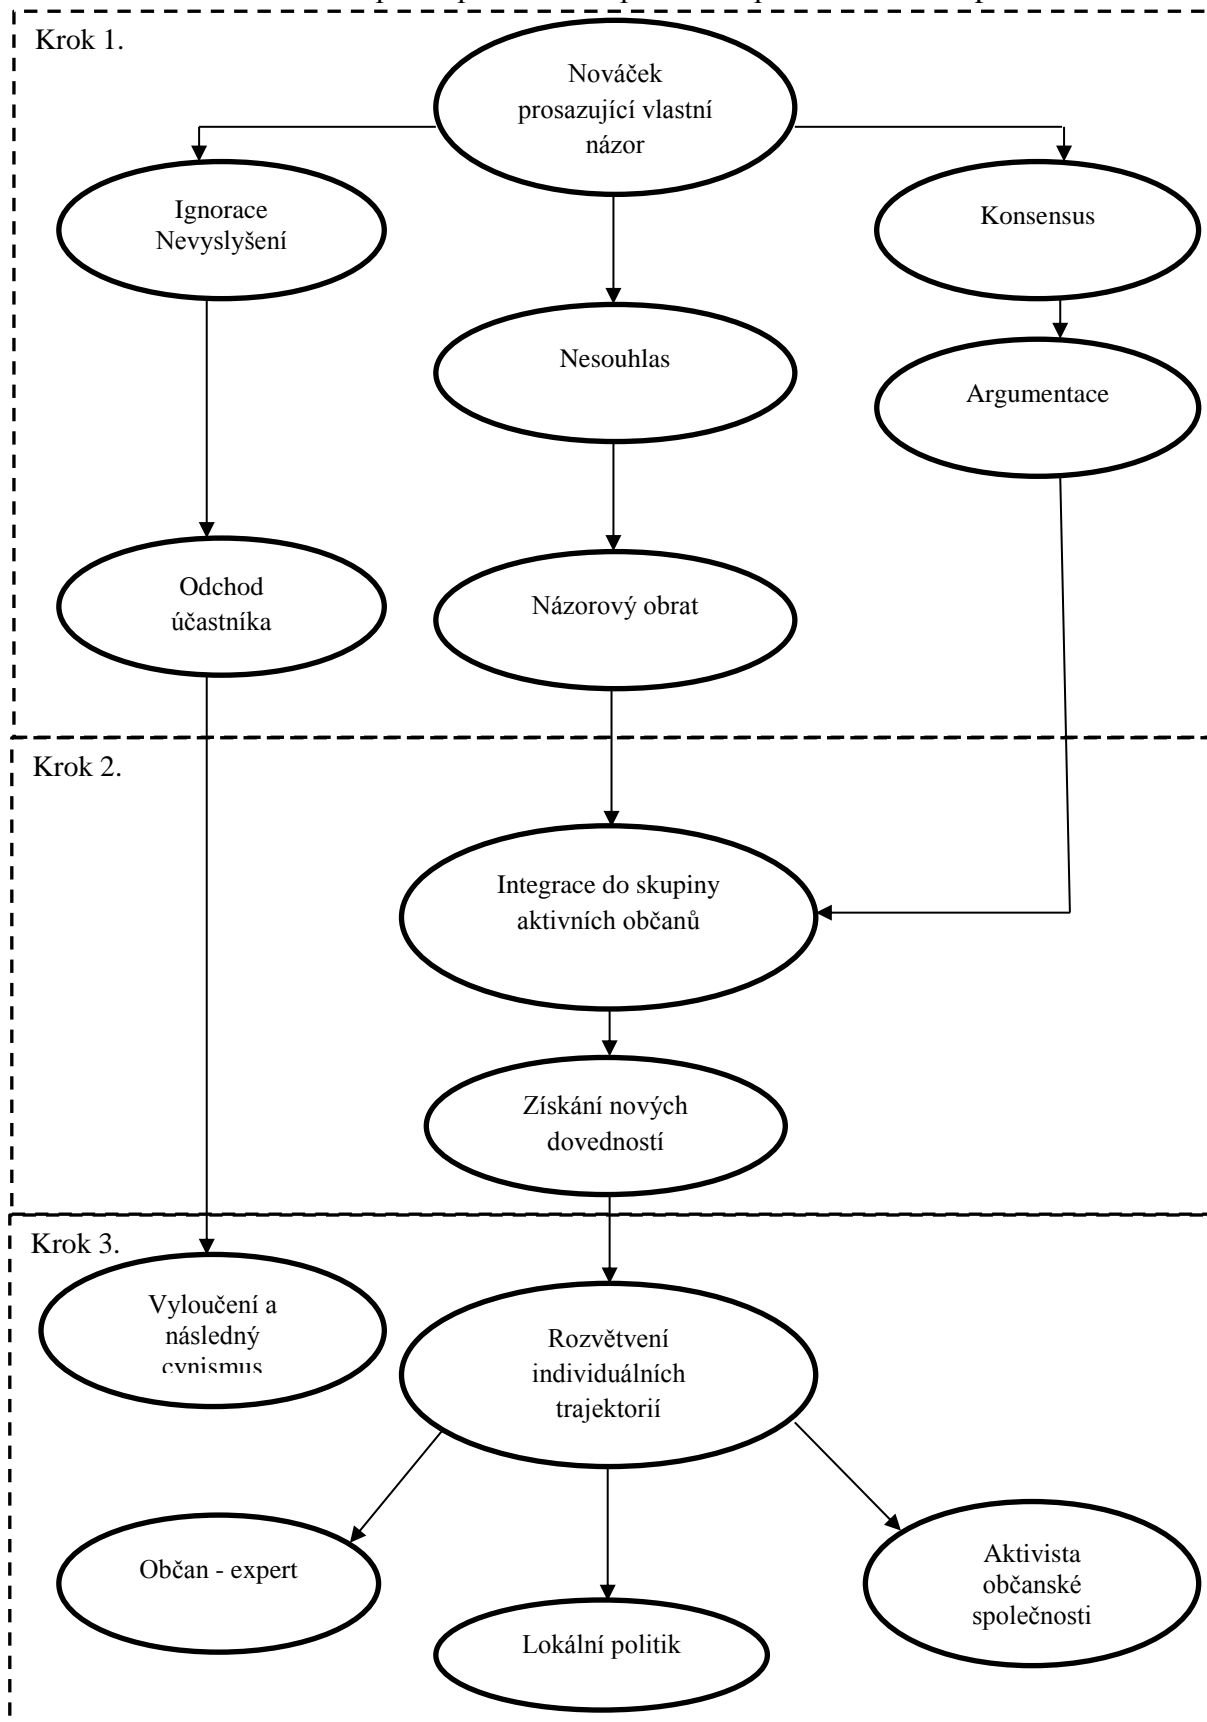 Krok 1.
Nováček
prosazující vlastní
názor
Ignorace
Nevyslyšení
Konsensus
Nesouhlas
Argumentace
Odchod
účastníka
Názorový obrat
Krok 2.
Integrace do skupiny
aktivních občanů
Získání nových
dovedností
Krok 3.
Vyloučení a
následný
cynismus
Rozvětvení
individuálních
trajektorií
Občan - expert
Aktivista
občanské
společnosti
Lokální politik